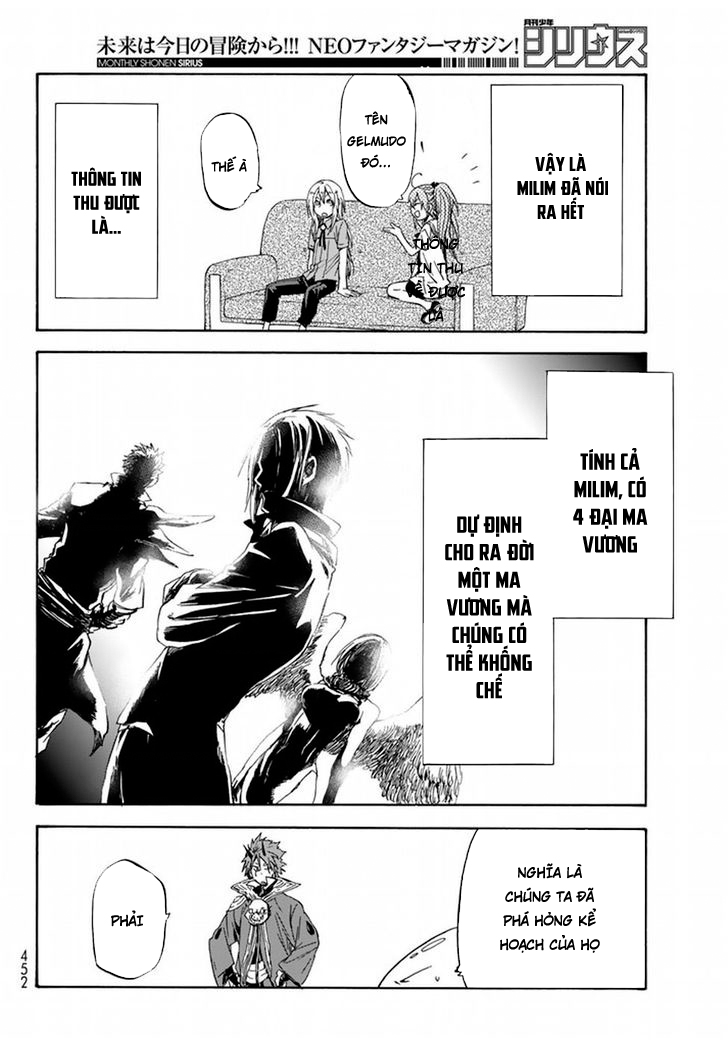 未来は今日の冒険から!!! NEOファンタジーマガジン!
月刊少年
シリウス
MONTHLY SHONEN SIRIUS
VẬY LÀ
MILIM ĐÃ NÓI
RA HẾT
TÊN
GELMUDO
ĐÓ...
THẾ À
THÔNG TIN
THU ĐƯỢC
LÀ...
THÔNG
TIN THU
VỀ ĐƯỢC
LÀ
TÍNH CẢ
MILIM, CÓ
4 ĐẠI MA
VƯƠNG
DỰ ĐỊNH
CHO RA ĐỜI
MỘT MA
VƯƠNG MÀ
CHÚNG CÓ
THỂ KHỐNG
CHẾ
NGHĨA LÀ
CHÚNG TA ĐÃ
PHÁ HỎNG KỂ
HOẠCH CỦA HỌ
PHẢI
452